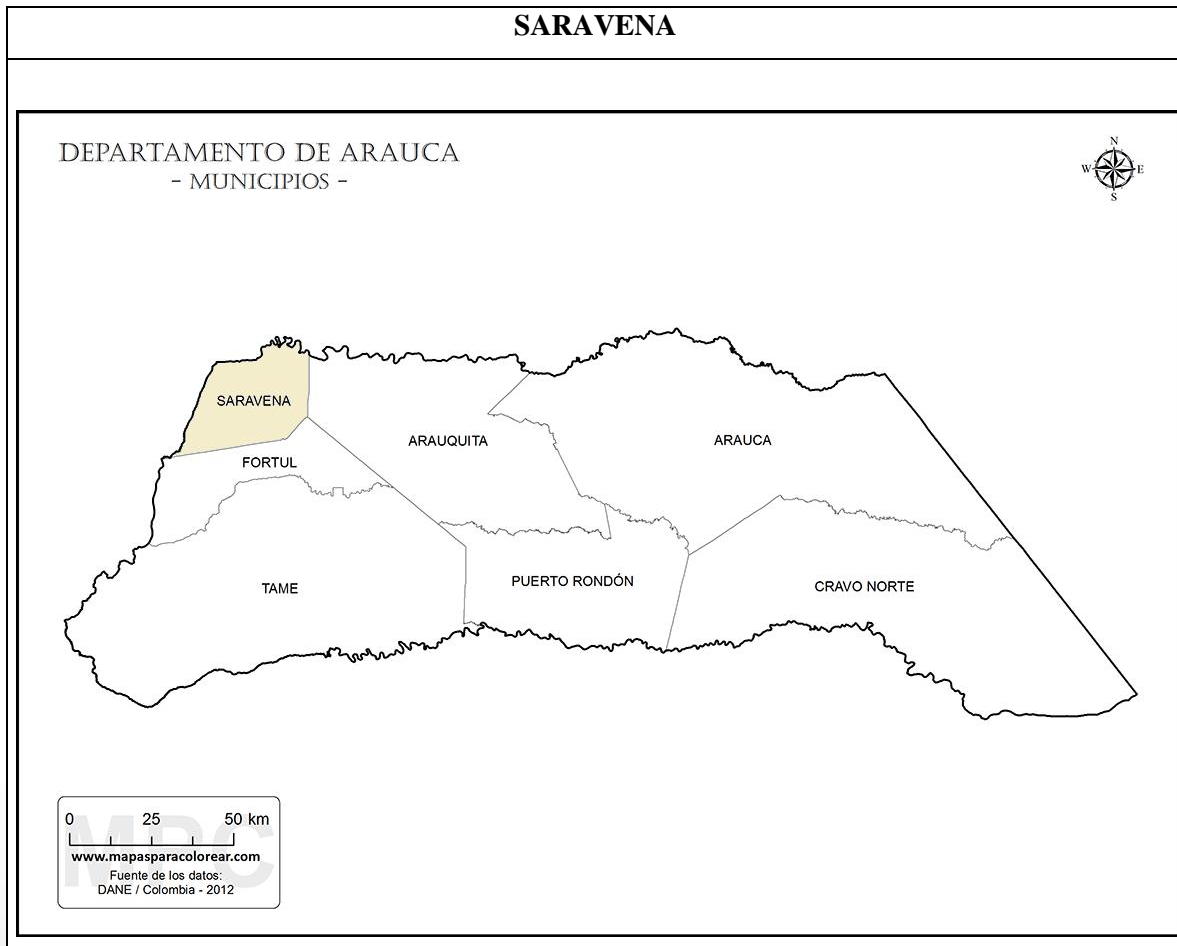 SARAVENA
DEPARTAMENTO DE ARAUCA
- MUNICIPIOS -
N
W E
S
SARAVENA
ARAUQUITA
ARAUCA
FORTUL
PUERTO RONDÓN
CRAVO NORTE
TAME
0 25 50 km
MPC
www.mapasparacolorear.com
Fuente de los datos:
DANE / Colombia - 2012